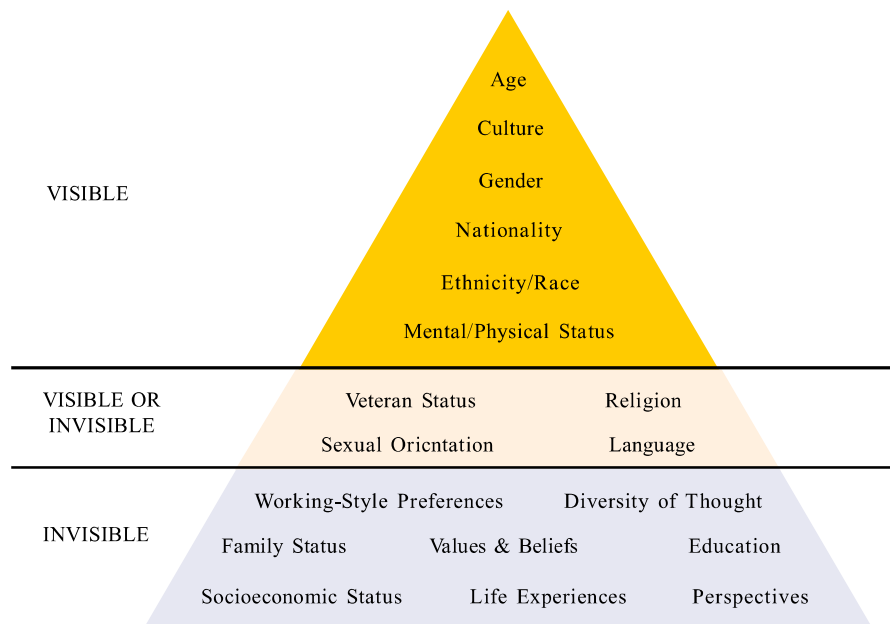 Age
Culture
Gender
VISIBLE
Nationality
Ethnicity/Race
Mental/Physical Status
VISIBLE OR
INVISIBLE
Veteran Status Religion
Sexual Oricntation Language
Working-Style Preferences Diversity of Thought
INVISIBLE
Family Status Values & Beliefs Education
Socioeconomic Status Life Experiences Perspectives